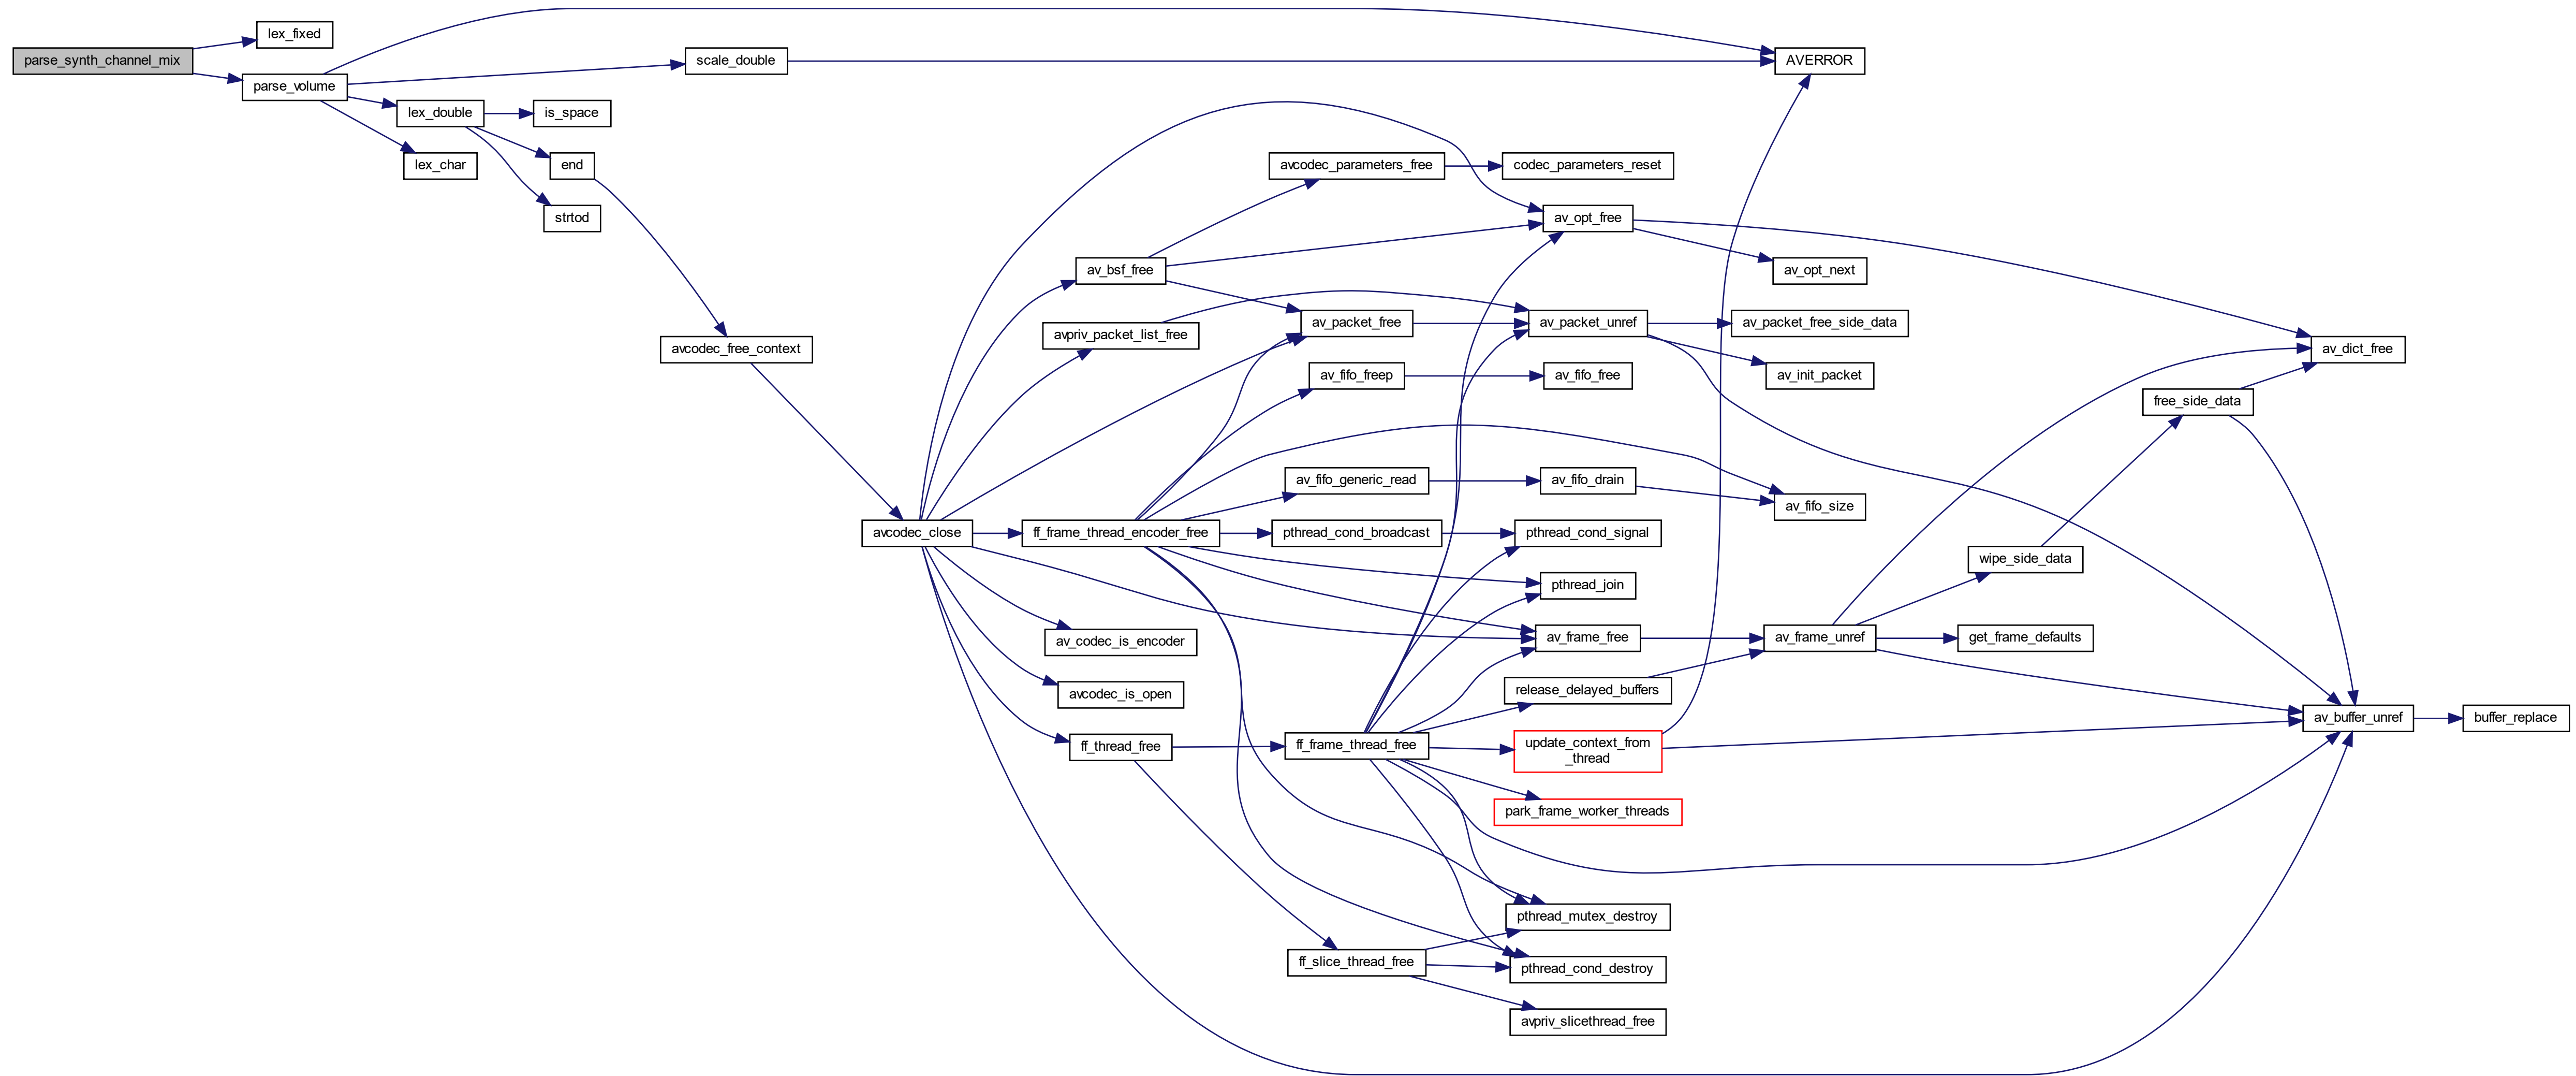 parse_synth_channel_mix
lex_fixed
parse_volume
scale_double
AVERROR
lex_double
is_space
lex_char
end
strtod
avcodec_free_context
avcodec_close
av_bsf_free
avcodec_parameters_free
codec_parameters_reset
av_opt_free
av_opt_next
avpriv_packet_list_free
av_packet_free
av_packet_unref
av_packet_free_side_data
av_init_packet
av_dict_free
av_fifo_freep
av_fifo_free
free_side_data
av_fifo_generic_read
av_fifo_drain
av_fifo_size
ff_frame_thread_encoder_free
pthread_cond_broadcast
pthread_cond_signal
wipe_side_data
pthread_join
av_codec_is_encoder
av_frame_free
av_frame_unref
get_frame_defaults
avcodec_is_open
release_delayed_buffers
av_buffer_unref
buffer_replace
ff_thread_free
ff_frame_thread_free
update_context_from
_thread
park_frame_worker_threads
pthread_mutex_destroy
ff_slice_thread_free
pthread_cond_destroy
avpriv_slicethread_free